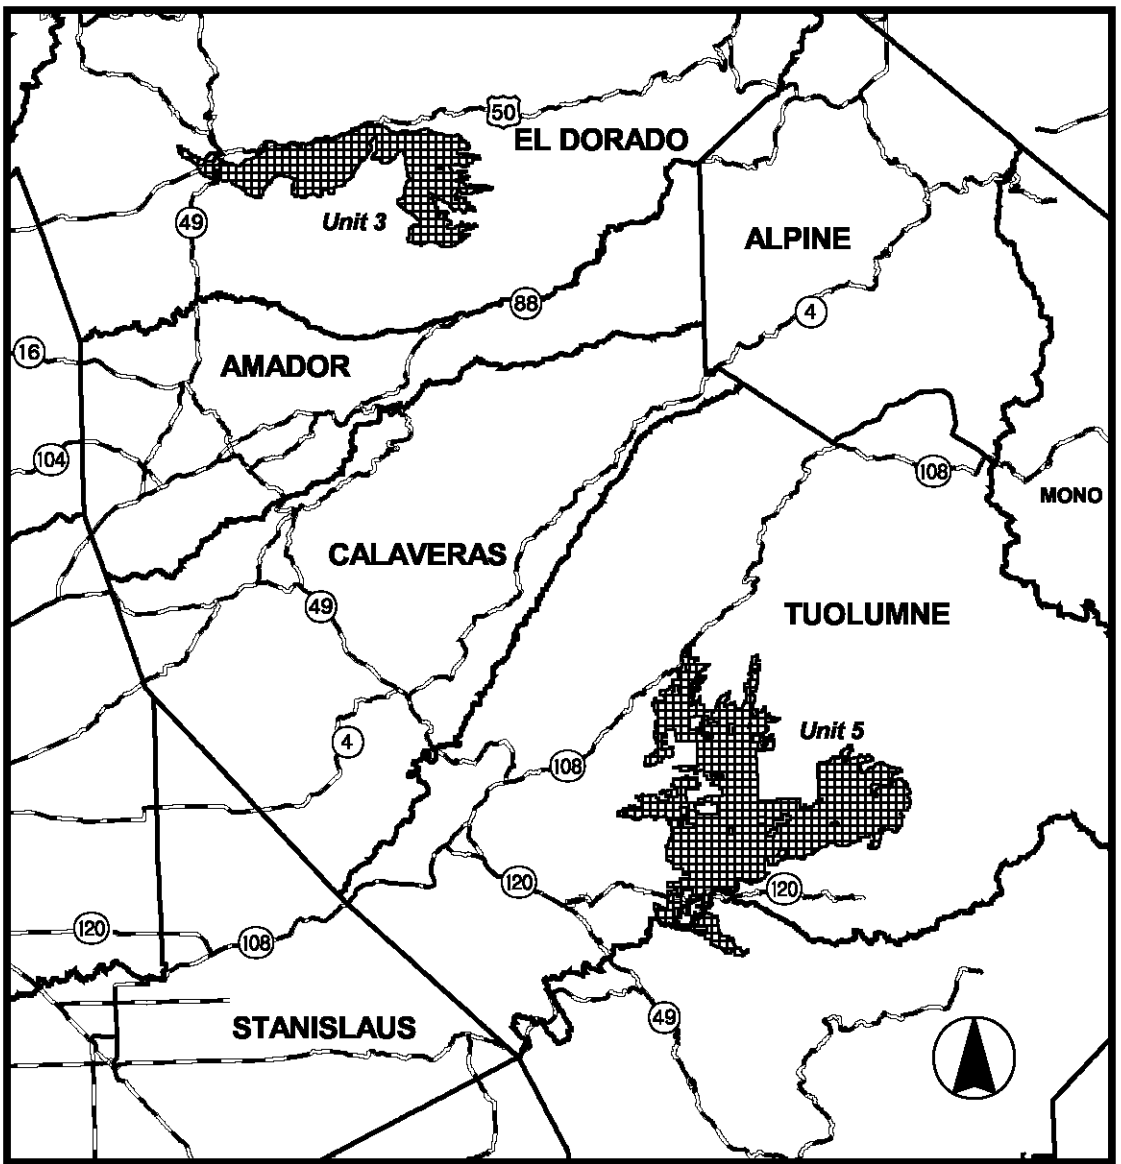 50
EL DORADO
Unit 3
49
ALPINE
88
4
16
AMADOR
104
108
MONO
CALAVERAS
49
TUOLUMNE
Unit 5
4
108
120
120
120
108
49
STANISLAUS